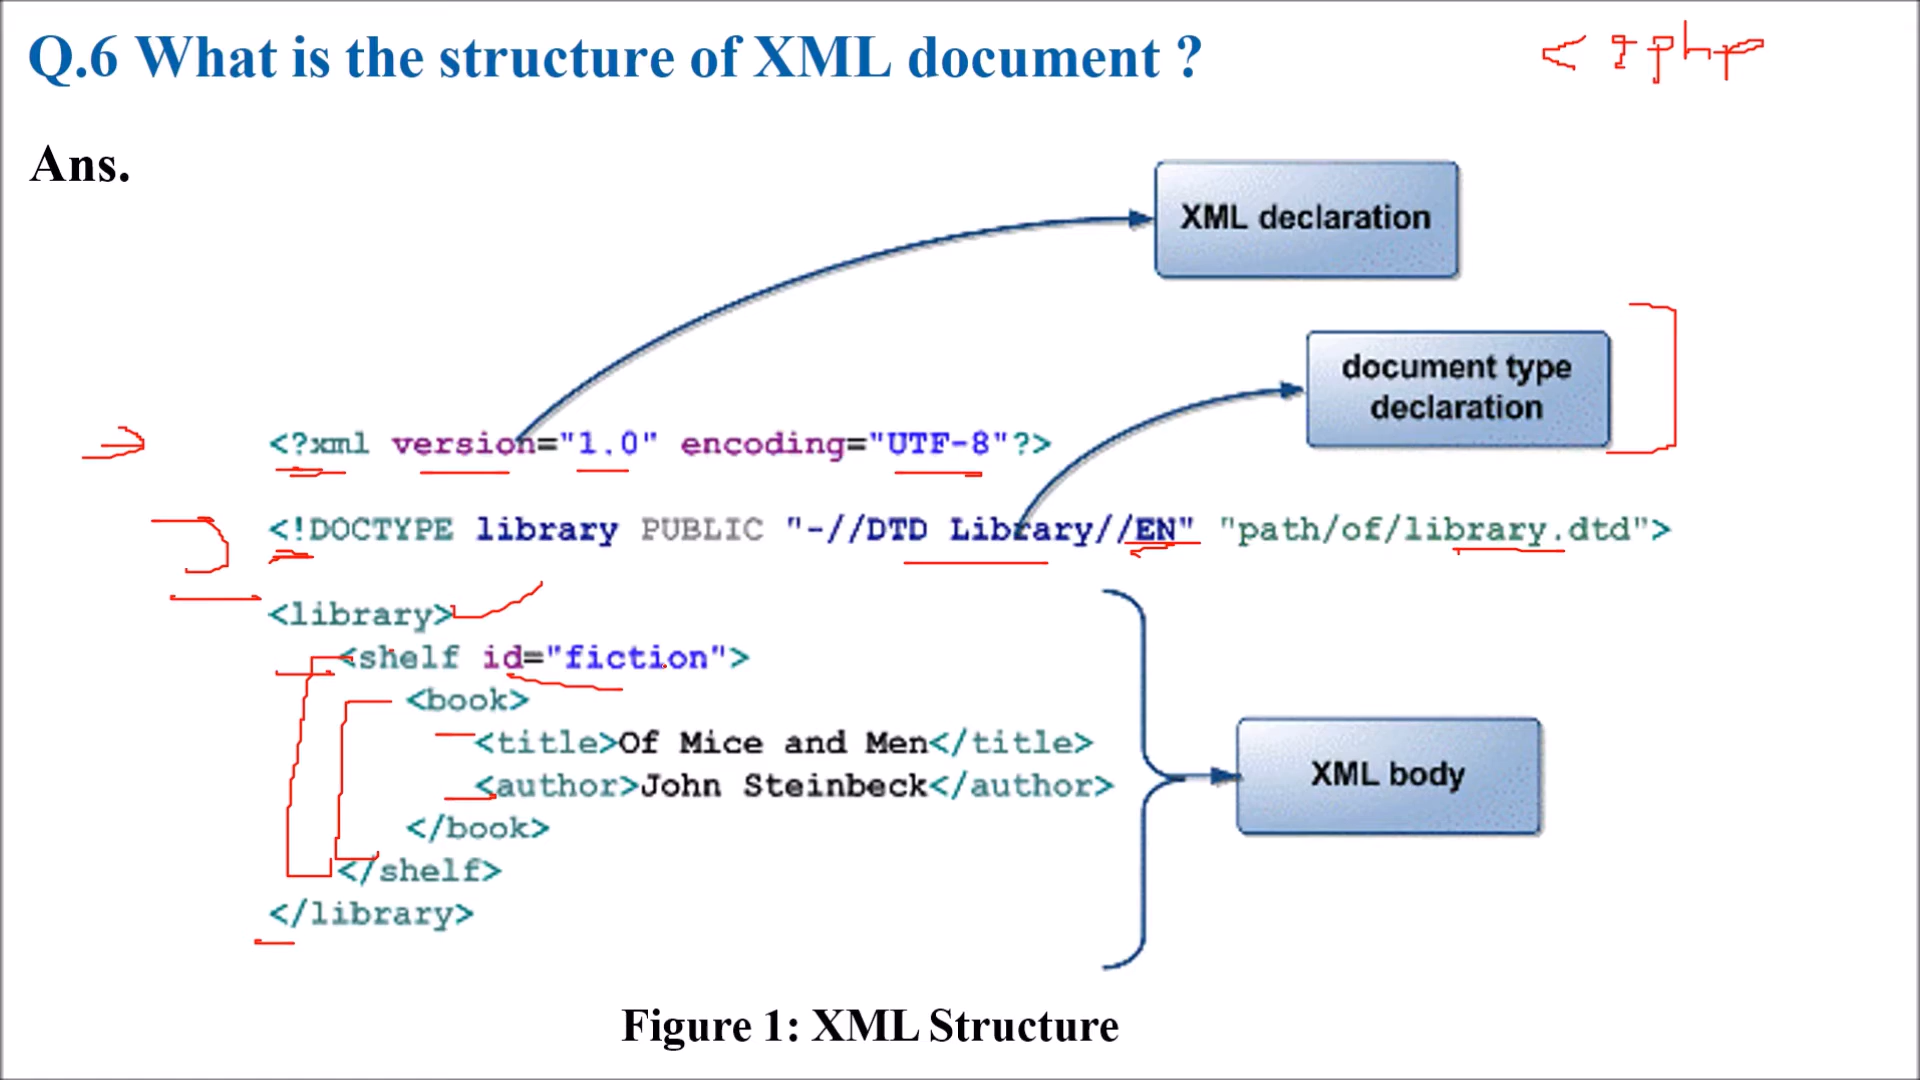 Q.6 What is the structure of XML document ?
< ? php
Ans.
XML declaration
document type
declaration
<?xml version="1.0" encoding="UTF-8"?>
<!DOCTYPE library PUBLIC "-//DTD Library//EN" "path/of/library.dtd">
<library>
<shelf id="fiction">
<book>
<title>Of Mice and Men</title>
<author>John Steinbeck</author>
</book>
</shelf>
</library>
XML body
Figure 1: XML Structure